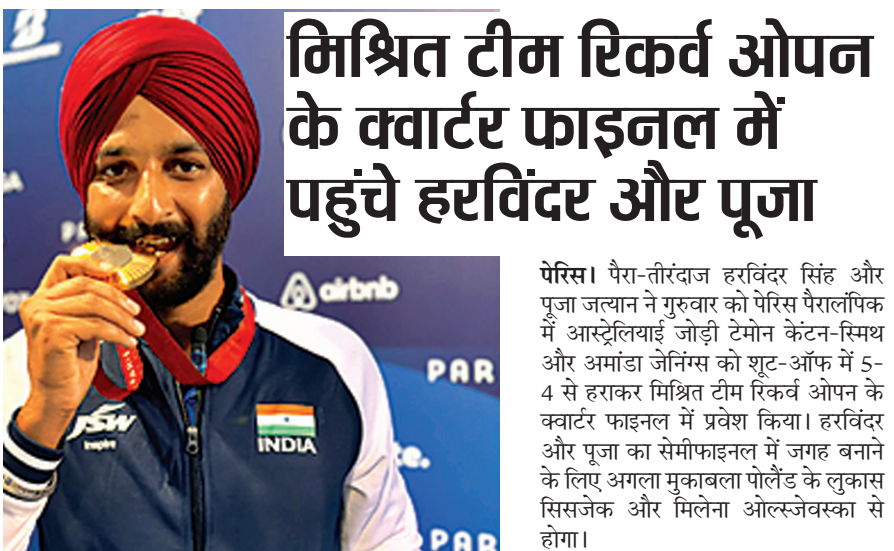 मिश्रित टीम रिकर्व ओपन
के क्वार्टर फाइनल में
पहुंचे हरविंदर और पूजा
पेरिस। पैरा-तीरंदाज हरविंदर सिंह और
पूजा जत्यान ने गुरुवार को पेरिस पैरालंपिक
में आस्ट्रेलियाई जोड़ी टेमोन केंटन-स्मिथ
और अमांडा जेनिंग्स को शूट-ऑफ में 5-
4 से हराकर मिश्रित टीम रिकर्व ओपन के
क्वार्टर फाइनल में प्रवेश किया। हरविंदर
और पूजा का सेमीफाइनल में जगह बनाने
के लिए अगला मुकाबला पोलैंड के लुकास
सिसजेक और मिलेना ओल्स्जेवस्का से
होगा।
airbnb
PAR
JSW
Inspire
INDIA
te.
PAR